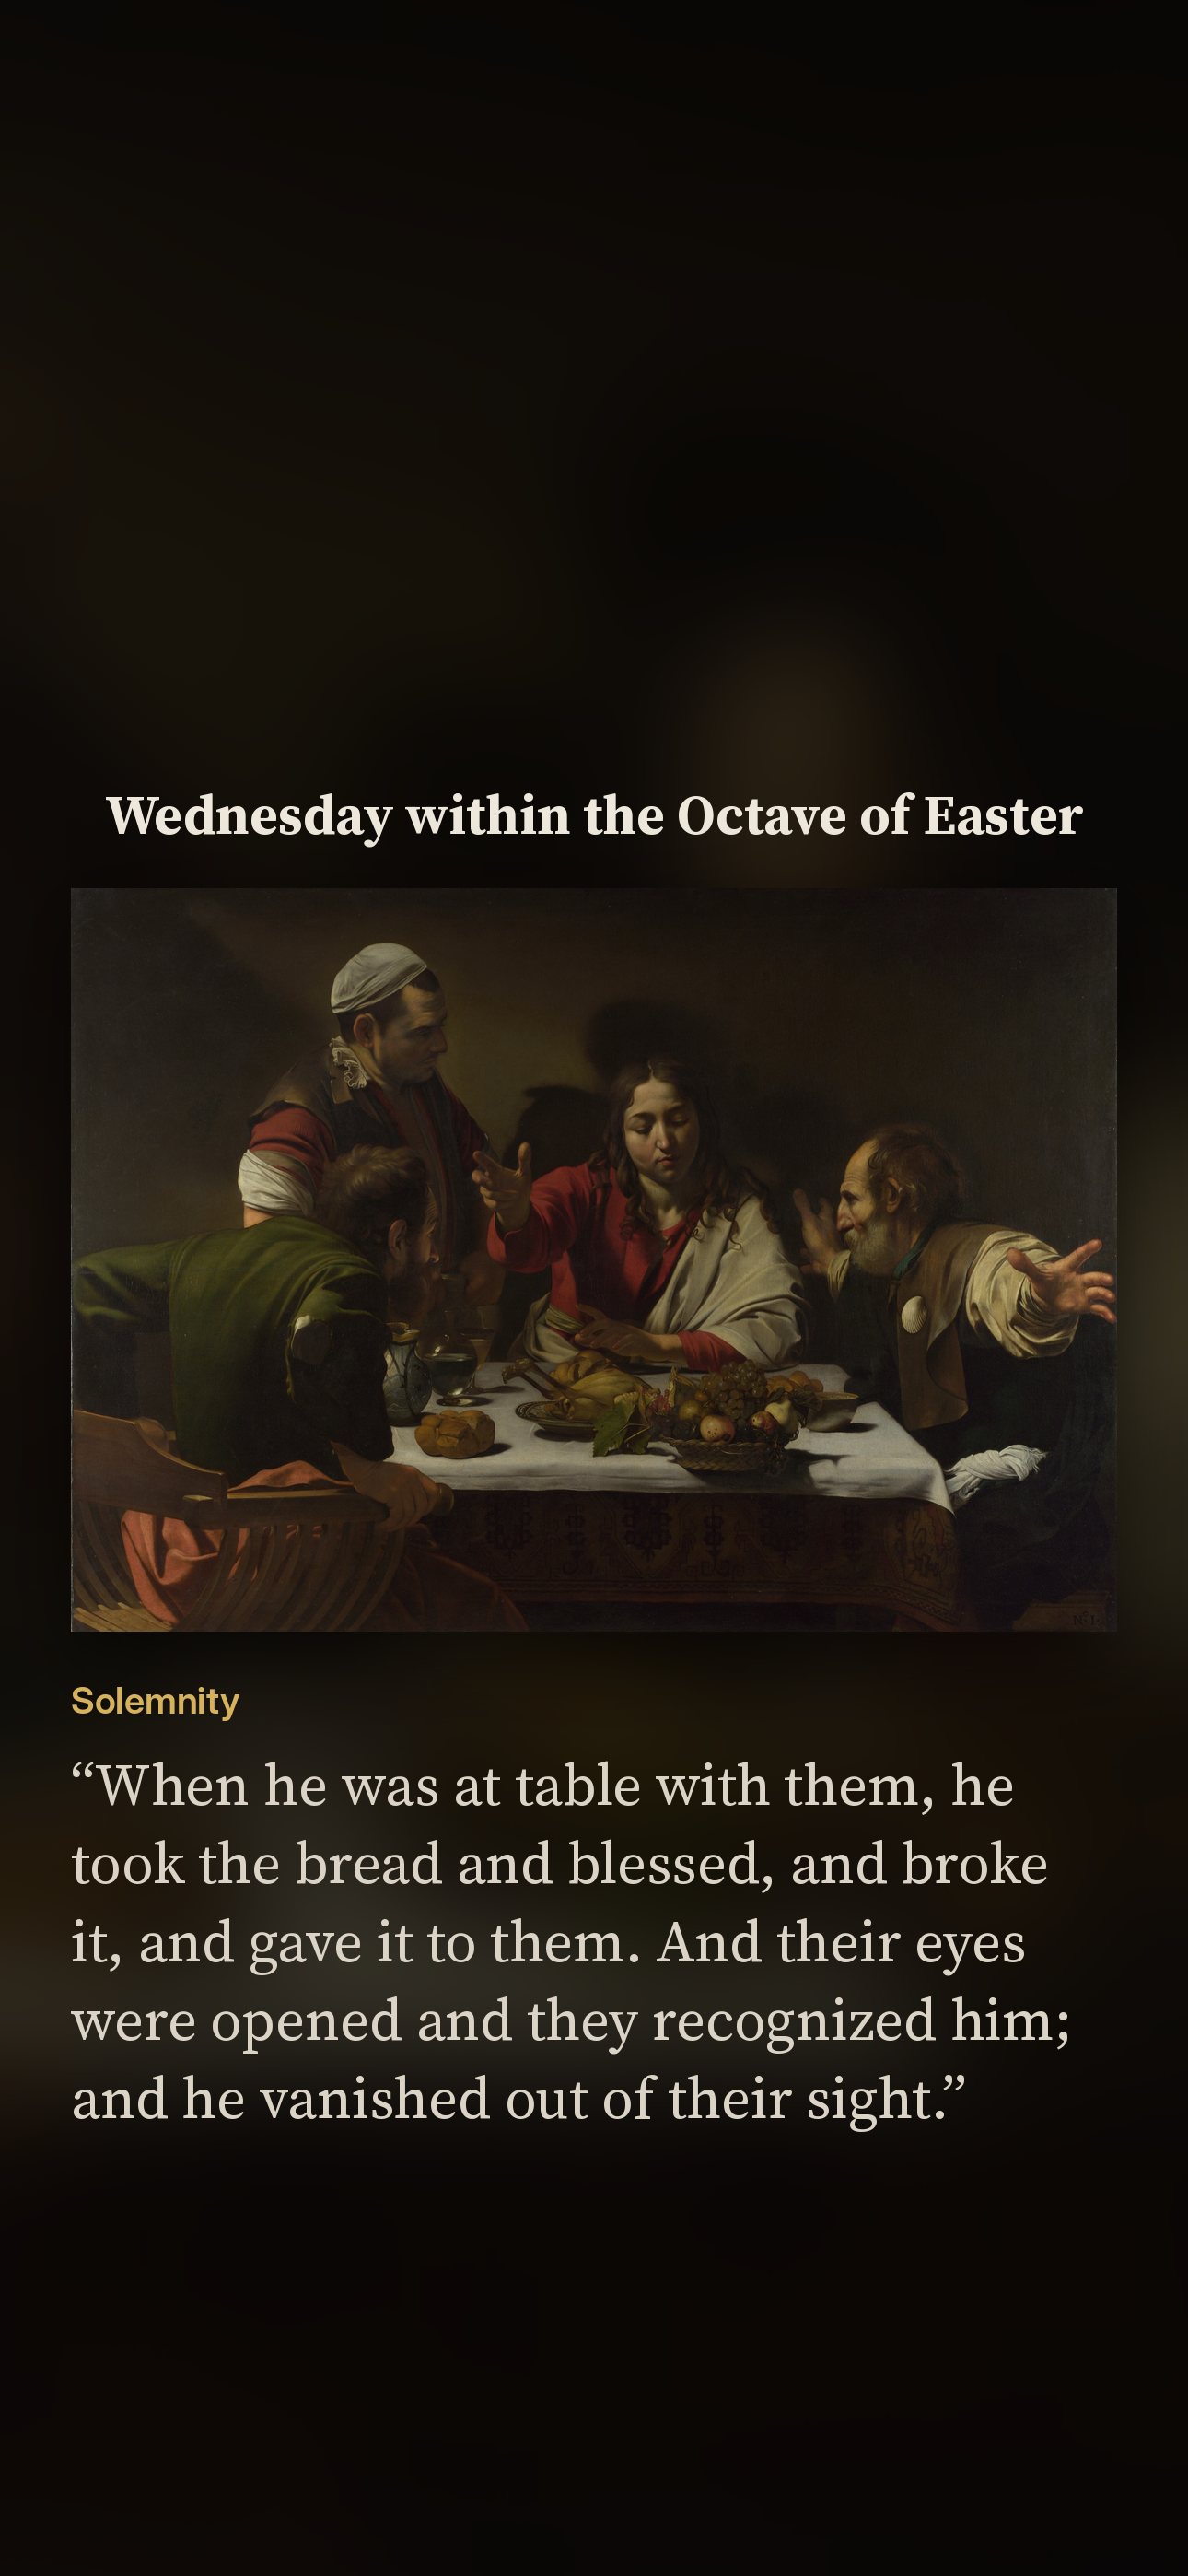 Wednesday within the Octave of Easter
Solemnity
“When he was at table with them, he
took the bread and blessed, and broke
it, and gave it to them. And their eyes
were opened and they recognized him;
and he vanished out of their sight.”